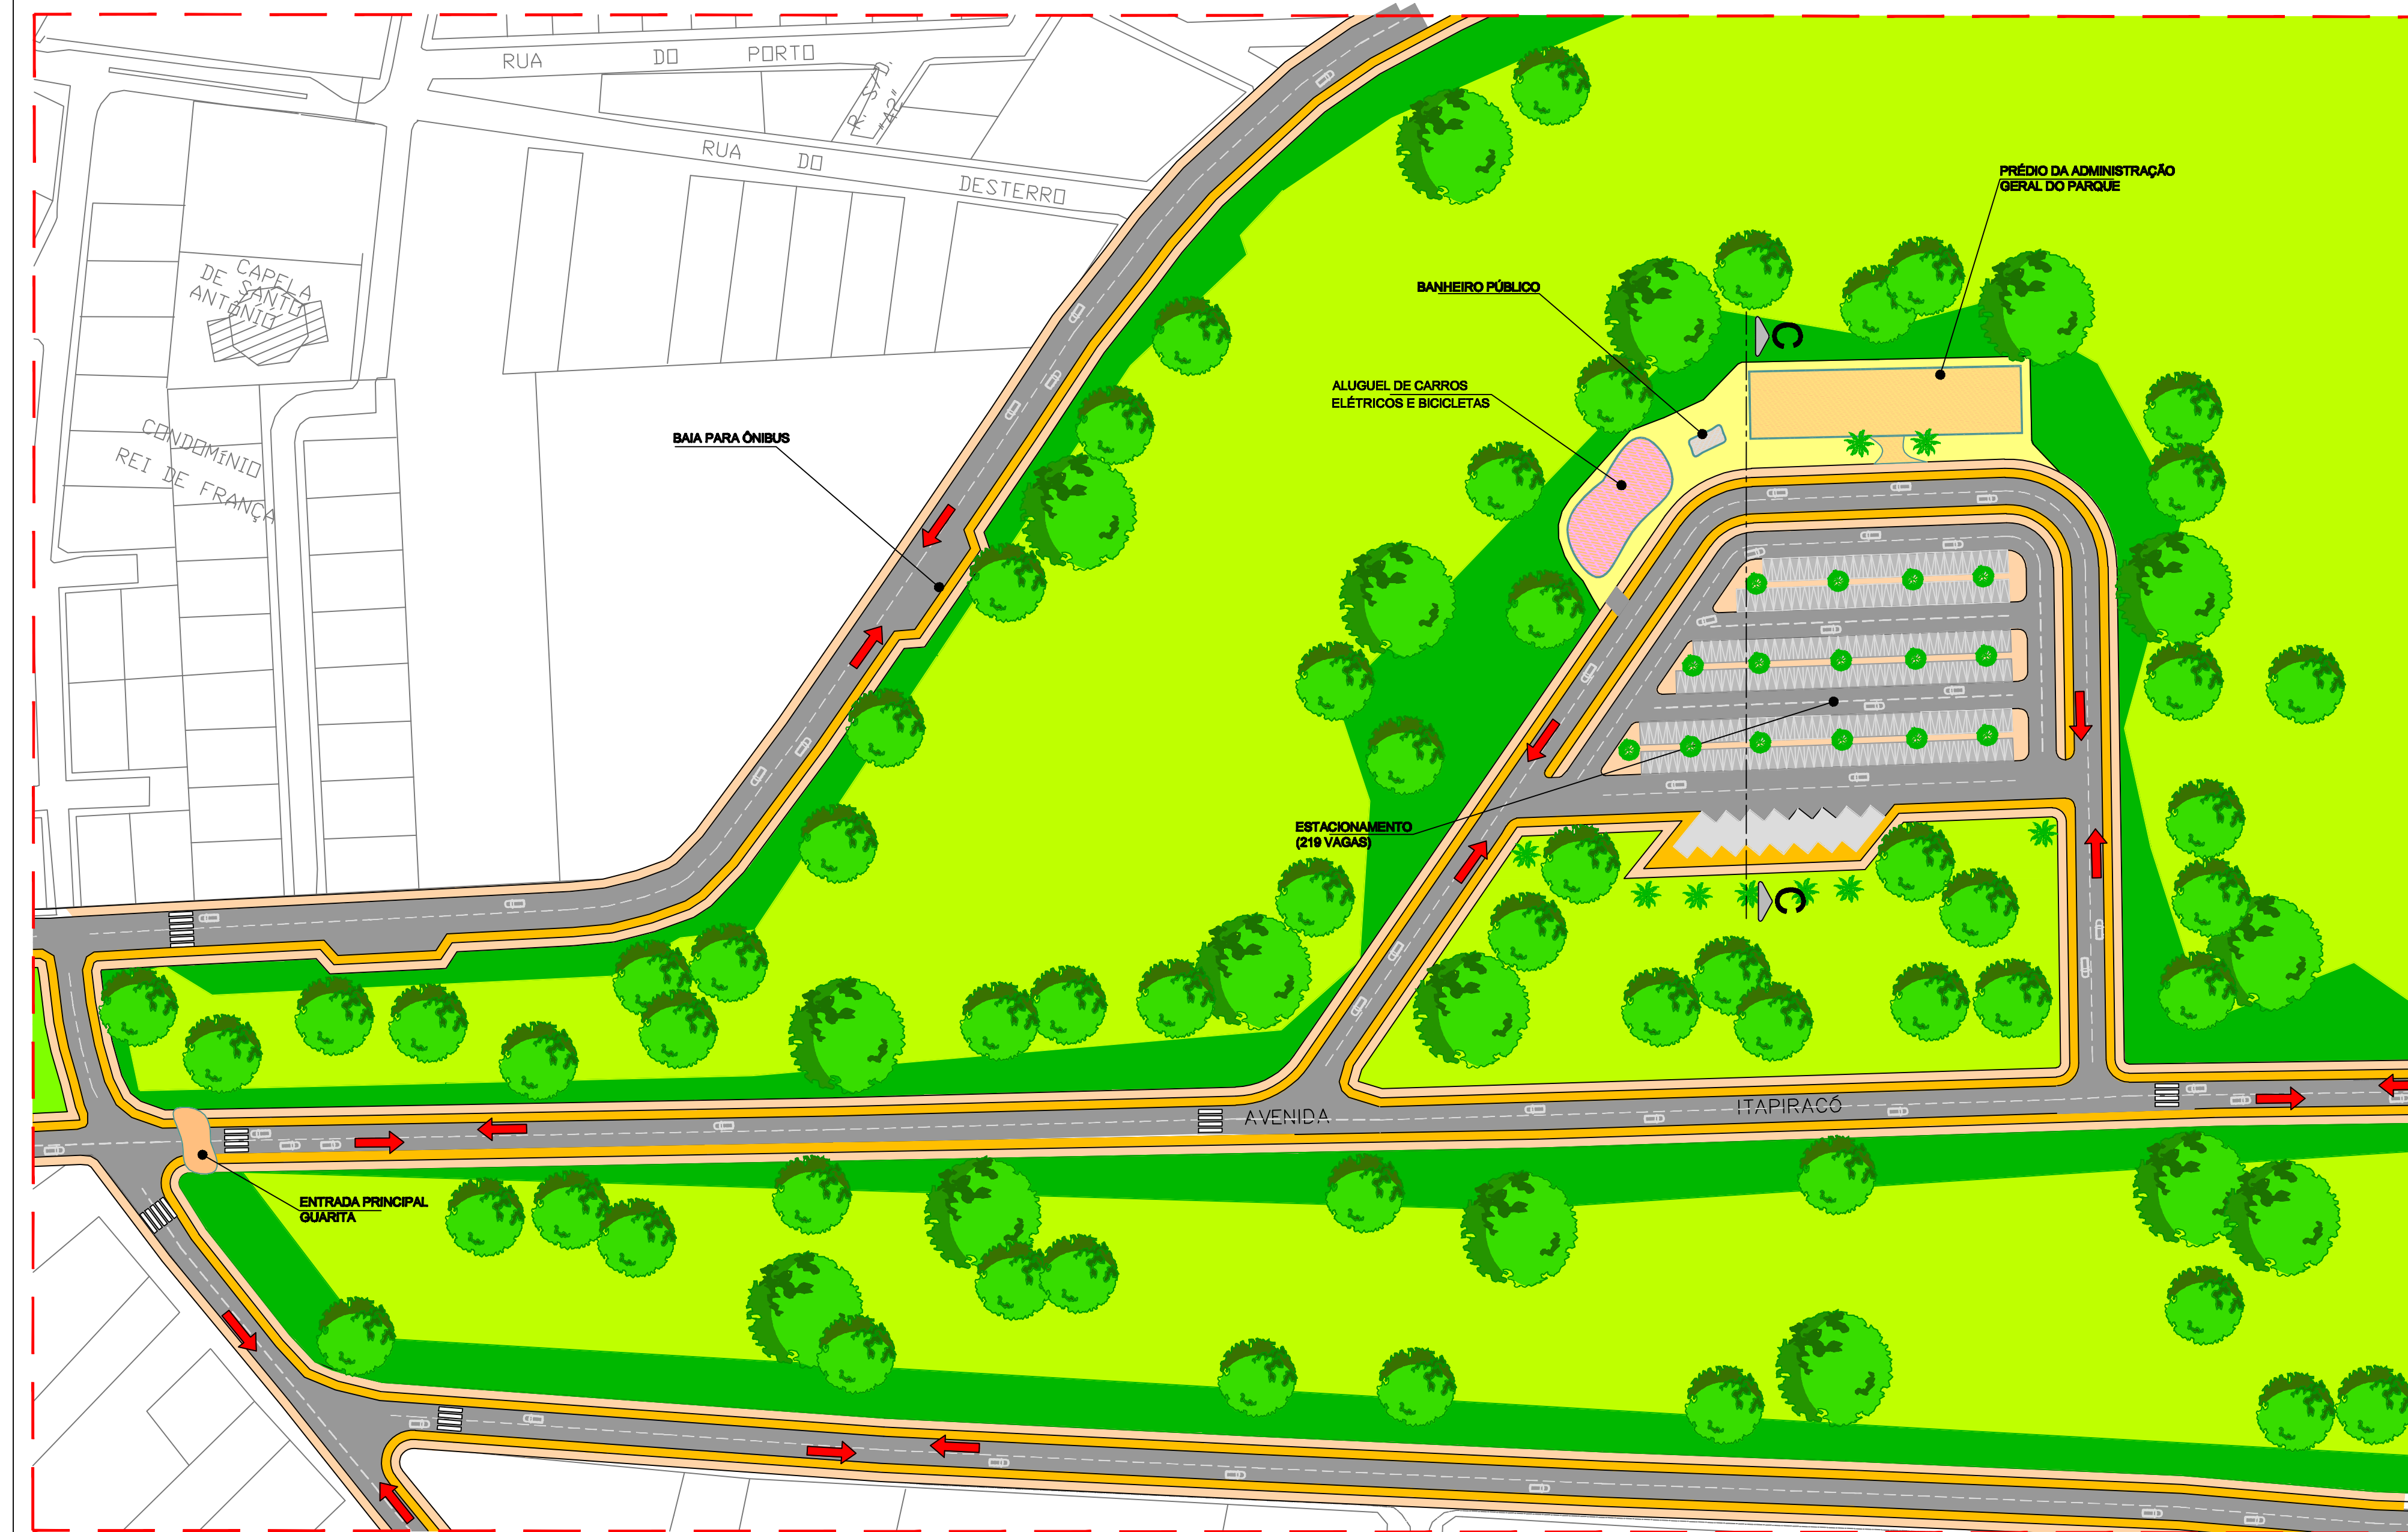 RUA DO PORTO
R. S/D.
"42"
RUA DO DESTERRO
PRÉDIO DA ADMINISTRAÇÃO
GERAL DO PARQUE
CAPELA
DE SANTO
ANTÔNIO
BANHEIRO PÚBLICO
C
ALUGUEL DE CARROS
ELÉTRICOS E BICICLETAS
CONDOMÍNIO
REI DE FRANÇA
BAIA PARA ÔNIBUS
ESTACIONAMENTO
(219 VAGAS)
C
AVENIDA ITAPIRACÓ
ENTRADA PRINCIPAL
GUARITA